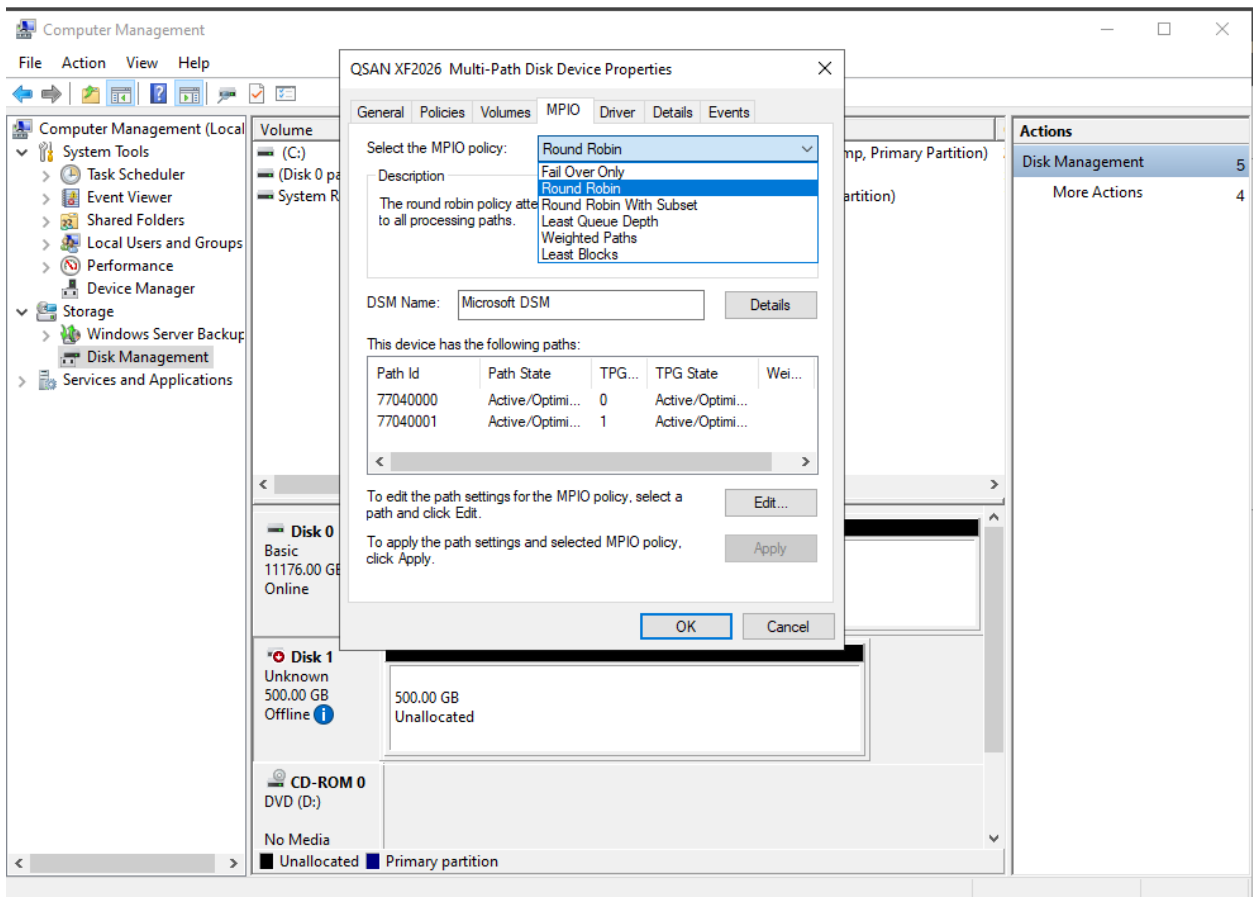 Computer Management
File Action View Help
Computer Management (Local
System Tools
Task Scheduler
Event Viewer
Shared Folders
Local Users and Groups
Performance
Device Manager
Storage
Windows Server Backup
Disk Management
Services and Applications
Volume
(C:)
(Disk 0 pa
System R
mp, Primary Partition)
artition)
QSAN XF2026 Multi-Path Disk Device Properties
General Policies Volumes MPIO Driver Details Events
Select the MPIO policy: Round Robin
Fail Over Only
Round Robin
Round Robin With Subset
Least Queue Depth
Weighted Paths
Least Blocks
Description
The round robin policy atte
to all processing paths.
DSM Name: Microsoft DSM Details
This device has the following paths:
Path Id Path State TPG... TPG State Wei...
77040000 Active/Optimi... 0 Active/Optimi...
77040001 Active/Optimi... 1 Active/Optimi...
To edit the path settings for the MPIO policy, select a
path and click Edit.
Edit...
To apply the path settings and selected MPIO policy,
click Apply.
Apply
OK Cancel
Disk 0
Basic
11176.00 GB
Online
Disk 1
Unknown
500.00 GB
Offline
500.00 GB
Unallocated
CD-ROM 0
DVD (D:)
No Media
Unallocated Primary partition
Actions
Disk Management 5
More Actions 4